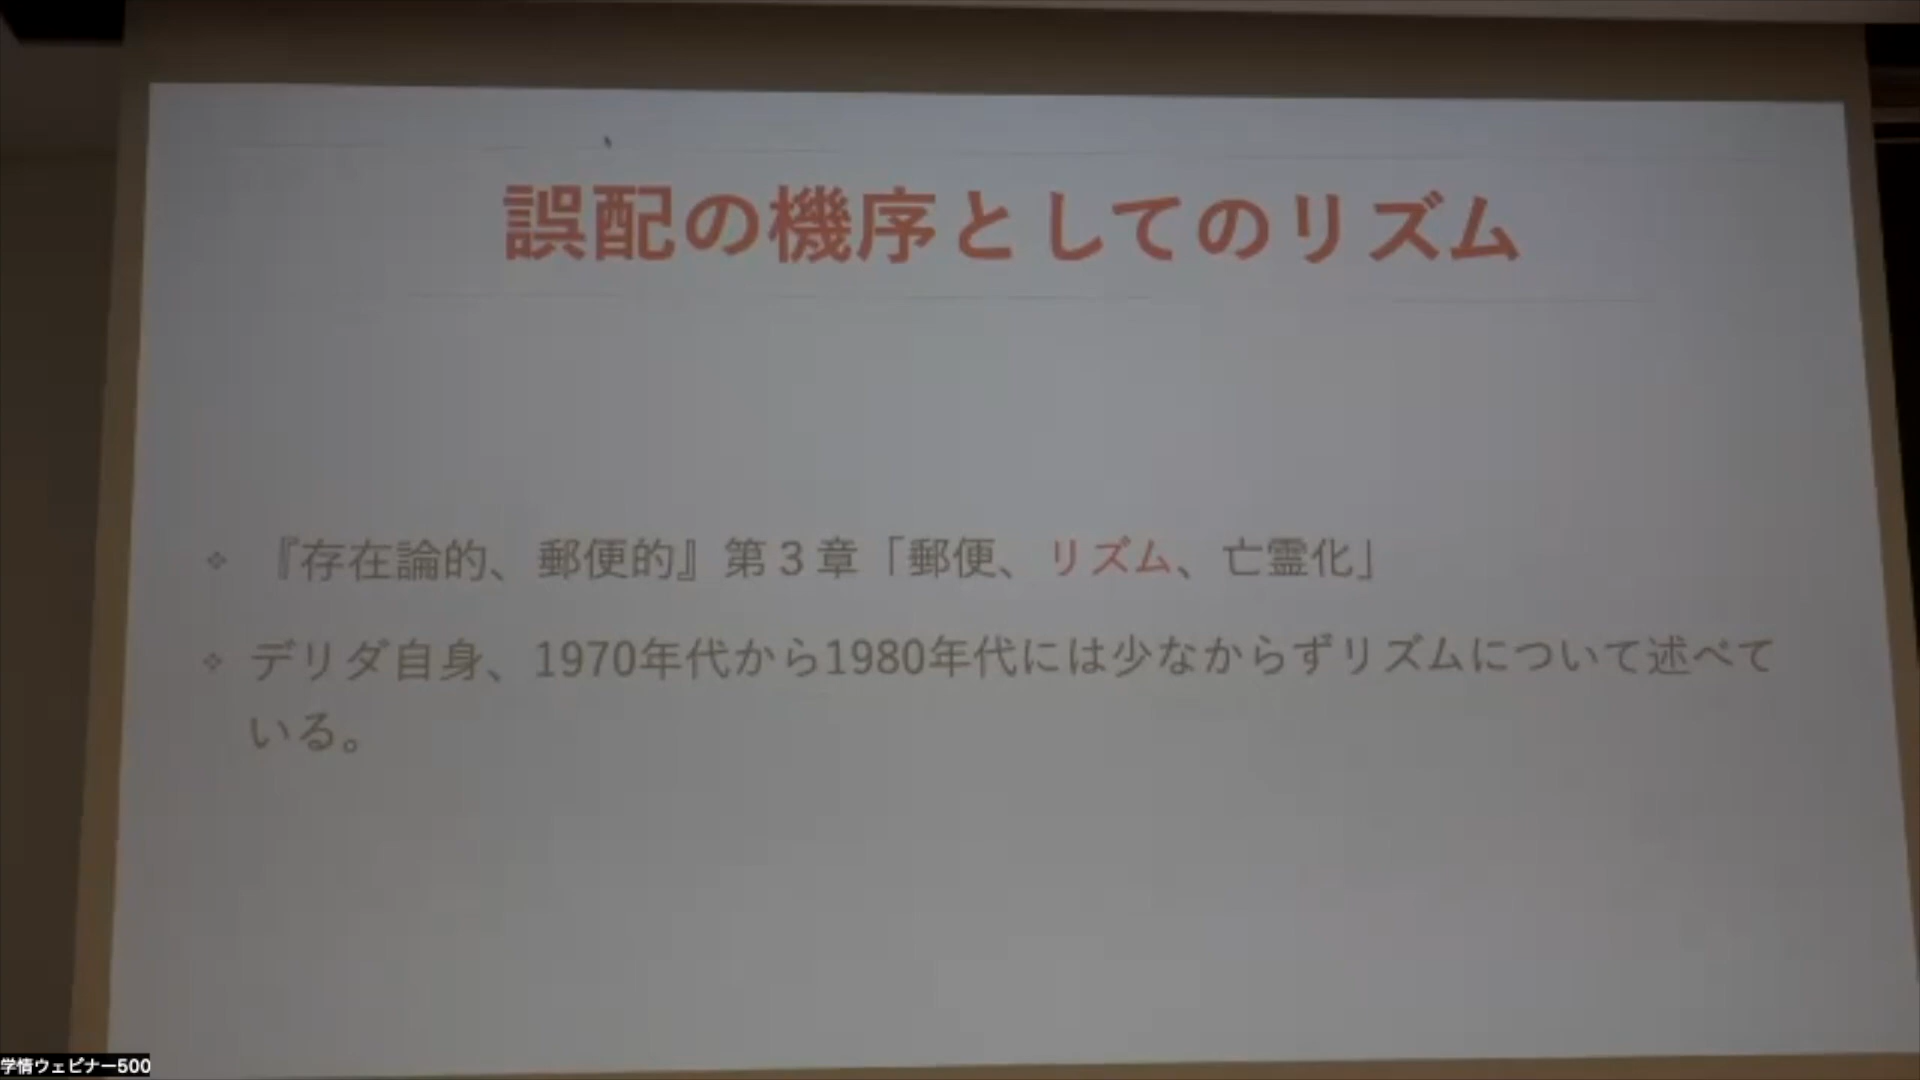 誤配の機序としてのリズム
『存在論的、郵便的』第３章「郵便、リズム、亡霊化」
デリダ自身、1970年代から1980年代には少なからずリズムについて述べて
いる。
学情ウェビナー500